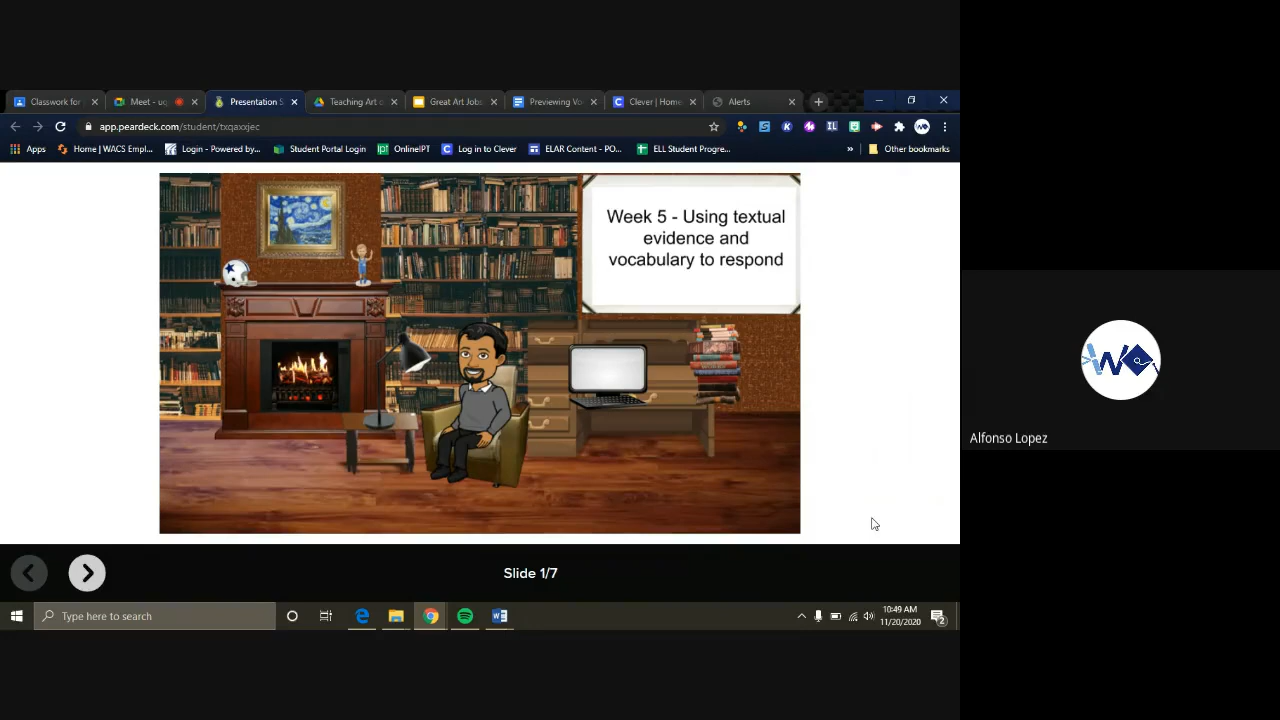 Classwork for
Meet - uq
Presentation S
Teaching Art o
Great Art Jobs
Previewing Vo
Clever | Home
Alerts
app.peardeck.com/student/txqaxxjec
Apps
Home | WACS Empl...
Login - Powered by...
Student Portal Login
OnlineIPT
Log in to Clever
ELAR Content - PO...
ELL Student Progre...
»
Other bookmarks
Week 5 - Using textual
evidence and
vocabulary to respond
Alfonso Lopez
Slide 1/7
Type here to search
10:49 AM
11/20/2020
2